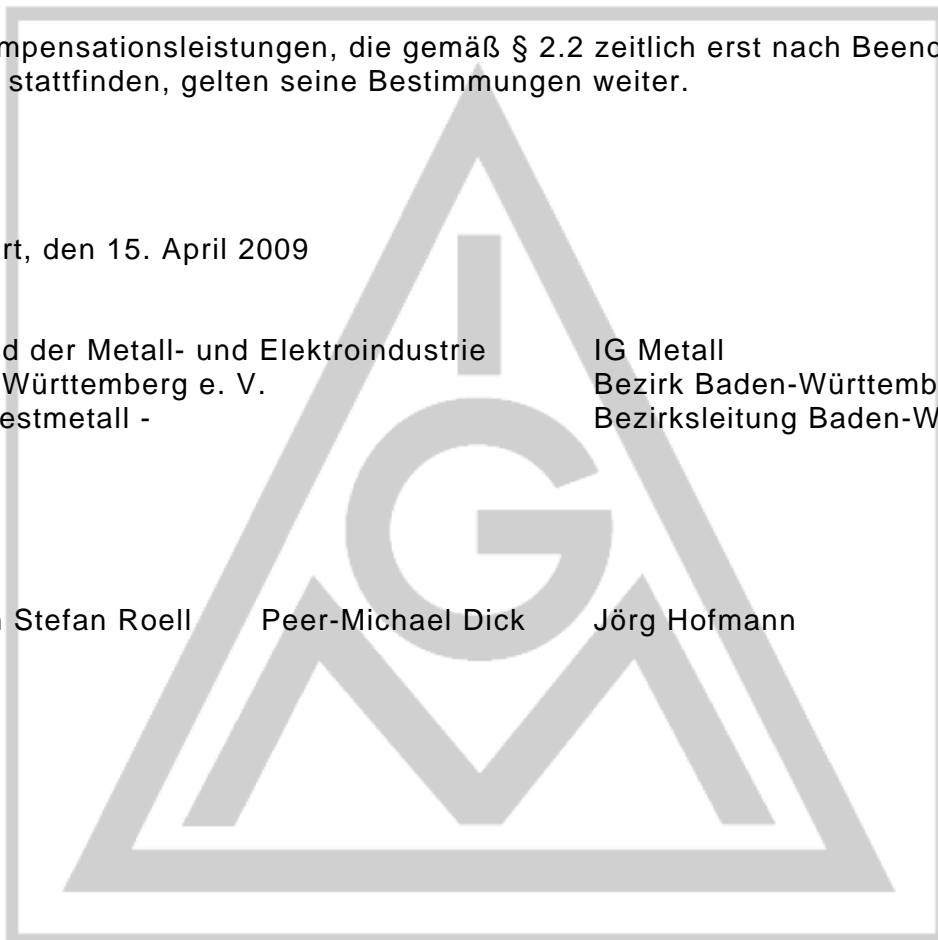 mpensationsleistungen, die gemäß § 2.2 zeitlich erst nach Beend
stattfinden, gelten seine Bestimmungen weiter.
rt, den 15. April 2009
d der Metall- und Elektroindustrie
Württemberg e. V.
estmetall -
IG Metall
Bezirk Baden-Württemb
Bezirksleitung Baden-W
Stefan Roell Peer-Michael Dick Jörg Hofmann
IGM